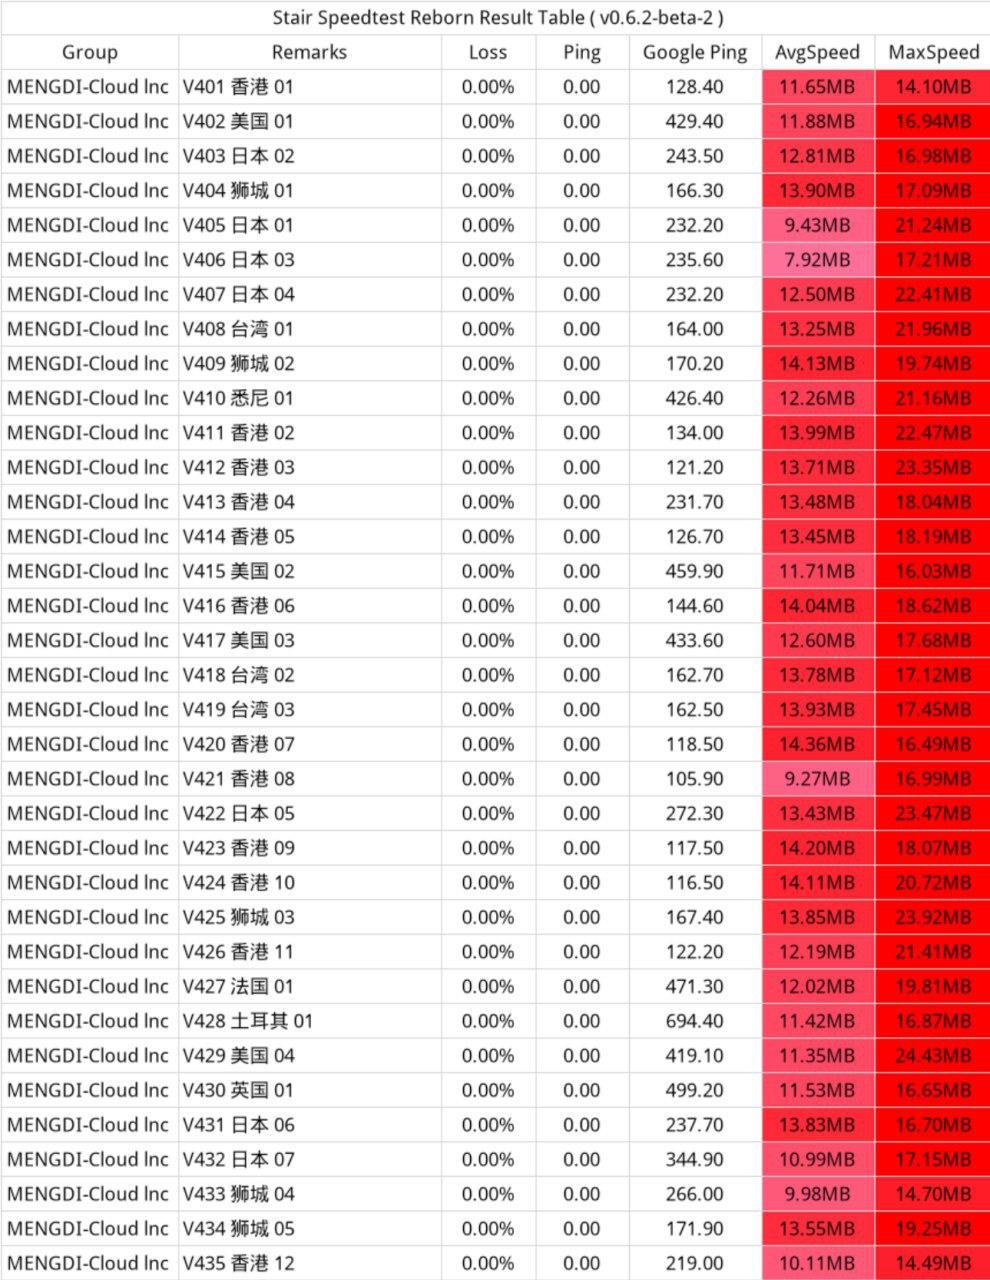 Stair Speedtest Reborn Result Table ( v0.6.2-beta-2 )
Group Remarks Loss Ping Google Ping AvgSpeed MaxSpeed
MENGDI-Cloud lnc V401 香港 01 0.00% 0.00 128.40 11.65MB 14.10MB
MENGDI-Cloud lnc V402 美国 01 0.00% 0.00 429.40 11.88MB 16.94MB
MENGDI-Cloud lnc V403 日本 02 0.00% 0.00 243.50 12.81MB 16.98MB
MENGDI-Cloud lnc V404 狮城 01 0.00% 0.00 166.30 13.90MB 17.09MB
MENGDI-Cloud lnc V405 日本 01 0.00% 0.00 232.20 9.43MB 21.24MB
MENGDI-Cloud lnc V406 日本 03 0.00% 0.00 235.60 7.92MB 17.21MB
MENGDI-Cloud lnc V407 日本 04 0.00% 0.00 232.20 12.50MB 22.41MB
MENGDI-Cloud lnc V408 台湾 01 0.00% 0.00 164.00 13.25MB 21.96MB
MENGDI-Cloud lnc V409 狮城 02 0.00% 0.00 170.20 14.13MB 19.74MB
MENGDI-Cloud lnc V410 悉尼 01 0.00% 0.00 426.40 12.26MB 21.16MB
MENGDI-Cloud lnc V411 香港 02 0.00% 0.00 134.00 13.99MB 22.47MB
MENGDI-Cloud lnc V412 香港 03 0.00% 0.00 121.20 13.71MB 23.35MB
MENGDI-Cloud lnc V413 香港 04 0.00% 0.00 231.70 13.48MB 18.04MB
MENGDI-Cloud lnc V414 香港 05 0.00% 0.00 126.70 13.45MB 18.19MB
MENGDI-Cloud lnc V415 美国 02 0.00% 0.00 459.90 11.71MB 16.03MB
MENGDI-Cloud lnc V416 香港 06 0.00% 0.00 144.60 14.04MB 18.62MB
MENGDI-Cloud lnc V417 美国 03 0.00% 0.00 433.60 12.60MB 17.68MB
MENGDI-Cloud lnc V418 台湾 02 0.00% 0.00 162.70 13.78MB 17.12MB
MENGDI-Cloud lnc V419 台湾 03 0.00% 0.00 162.50 13.93MB 17.45MB
MENGDI-Cloud lnc V420 香港 07 0.00% 0.00 118.50 14.36MB 16.49MB
MENGDI-Cloud lnc V421 香港 08 0.00% 0.00 105.90 9.27MB 16.99MB
MENGDI-Cloud lnc V422 日本 05 0.00% 0.00 272.30 13.43MB 23.47MB
MENGDI-Cloud lnc V423 香港 09 0.00% 0.00 117.50 14.20MB 18.07MB
MENGDI-Cloud lnc V424 香港 10 0.00% 0.00 116.50 14.11MB 20.72MB
MENGDI-Cloud lnc V425 狮城 03 0.00% 0.00 167.40 13.85MB 23.92MB
MENGDI-Cloud lnc V426 香港 11 0.00% 0.00 122.20 12.19MB 21.41MB
MENGDI-Cloud lnc V427 法国 01 0.00% 0.00 471.30 12.02MB 19.81MB
MENGDI-Cloud lnc V428 土耳其 01 0.00% 0.00 694.40 11.42MB 16.87MB
MENGDI-Cloud lnc V429 美国 04 0.00% 0.00 419.10 11.35MB 24.43MB
MENGDI-Cloud lnc V430 英国 01 0.00% 0.00 499.20 11.53MB 16.65MB
MENGDI-Cloud lnc V431 日本 06 0.00% 0.00 237.70 13.83MB 16.70MB
MENGDI-Cloud lnc V432 日本 07 0.00% 0.00 344.90 10.99MB 17.15MB
MENGDI-Cloud lnc V433 狮城 04 0.00% 0.00 266.00 9.98MB 14.70MB
MENGDI-Cloud lnc V434 狮城 05 0.00% 0.00 171.90 13.55MB 19.25MB
MENGDI-Cloud lnc V435 香港 12 0.00% 0.00 219.00 10.11MB 14.49MB